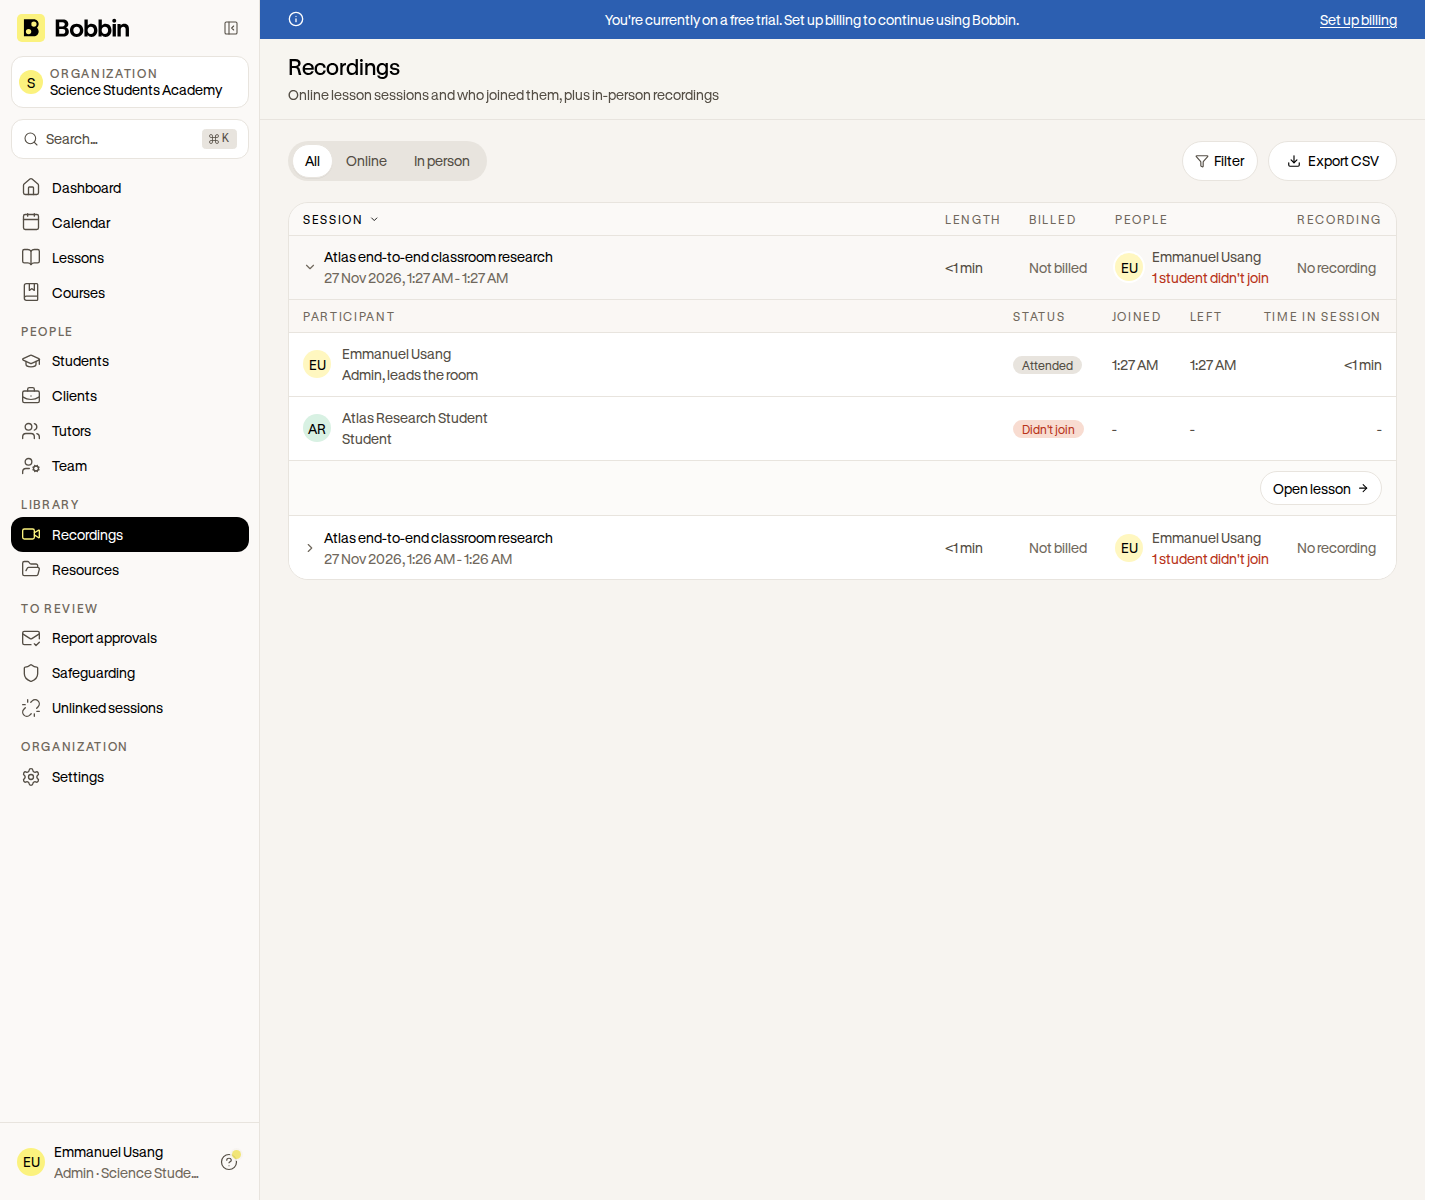 Bobbin
ORGANIZATION
S
Science Students Academy
Search...
⌘ K
Dashboard
Calendar
Lessons
Courses
PEOPLE
Students
Clients
Tutors
Team
LIBRARY
Recordings
Resources
TO REVIEW
Report approvals
Safeguarding
Unlinked sessions
ORGANIZATION
Settings
EU
Emmanuel Usang
Admin · Science Stude...
You're currently on a free trial. Set up billing to continue using Bobbin.
Set up billing
Recordings
Online lesson sessions and who joined them, plus in-person recordings
All Online In person
Filter Export CSV
SESSION LENGTH BILLED PEOPLE RECORDING
Atlas end-to-end classroom research
27 Nov 2026, 1:27 AM - 1:27 AM
<1 min Not billed EU Emmanuel Usang
1 student didn't join
No recording
PARTICIPANT STATUS JOINED LEFT TIME IN SESSION
EU Emmanuel Usang
Admin, leads the room
Attended 1:27 AM 1:27 AM <1 min
AR Atlas Research Student
Student
Didn't join - - -
Open lesson
Atlas end-to-end classroom research
27 Nov 2026, 1:26 AM - 1:26 AM
<1 min Not billed EU Emmanuel Usang
1 student didn't join
No recording